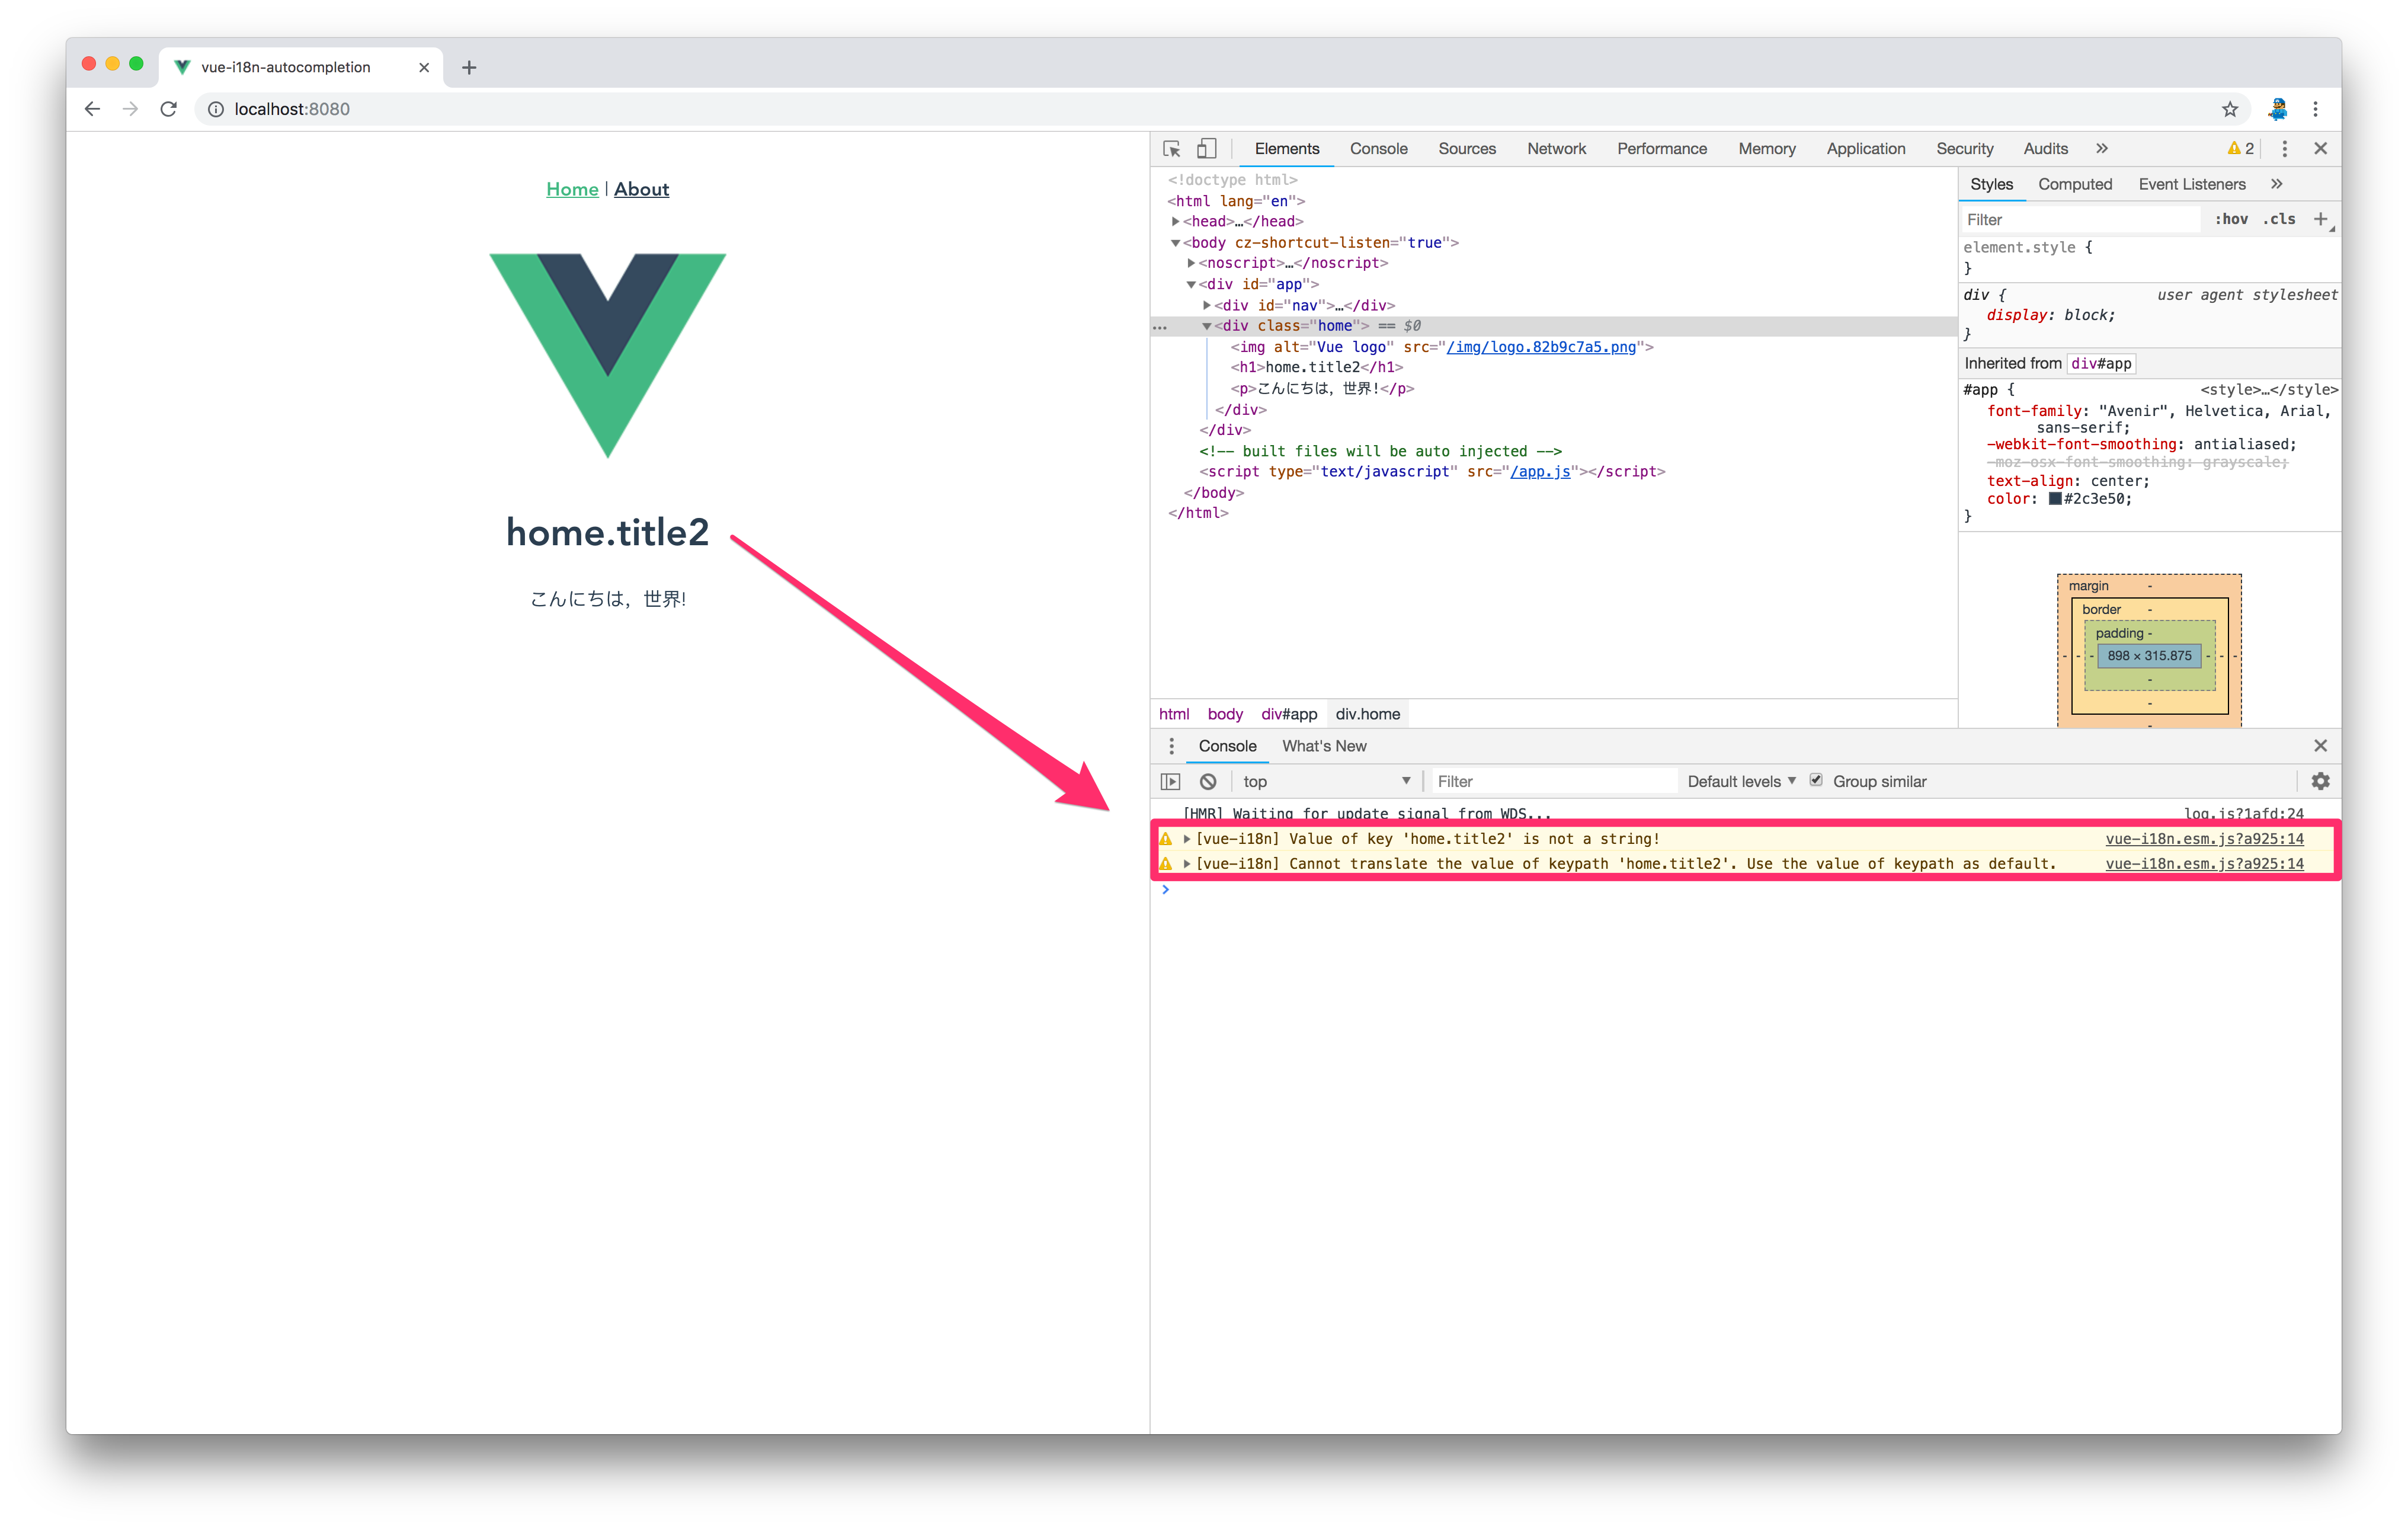 vue-i18n-autocompletion
localhost:8080
Home | About
home.title2
こんにちは，世界!
Elements Console Sources Network Performance Memory Application Security Audits » 2
<!doctype html>
<html lang="en">
<head>…</head>
<body cz-shortcut-listen="true">
<noscript>…</noscript>
<div id="app">
<div id="nav">…</div>
… <div class="home"> == $0
<img alt="Vue logo" src="/img/logo.82b9c7a5.png">
<h1>home.title2</h1>
<p>こんにちは，世界!</p>
</div>
</div>
<!-- built files will be auto injected -->
<script type="text/javascript" src="/app.js"></script>
</body>
</html>
html body div#app div.home
Styles Computed Event Listeners »
Filter :hov .cls +
element.style {
}
div { user agent stylesheet
display: block;
}
Inherited from div#app
#app { <style>…</style>
font-family: "Avenir", Helvetica, Arial,
sans-serif;
-webkit-font-smoothing: antialiased;
-moz-osx-font-smoothing: grayscale;
text-align: center;
color: #2c3e50;
}
margin -
border -
padding -
- - - 898 × 315.875 - - -
-
-
-
Console What's New
top Filter Default levels Group similar
[HMR] Waiting for update signal from WDS... log.js?1afd:24
[vue-i18n] Value of key 'home.title2' is not a string! vue-i18n.esm.js?a925:14
[vue-i18n] Cannot translate the value of keypath 'home.title2'. Use the value of keypath as default. vue-i18n.esm.js?a925:14